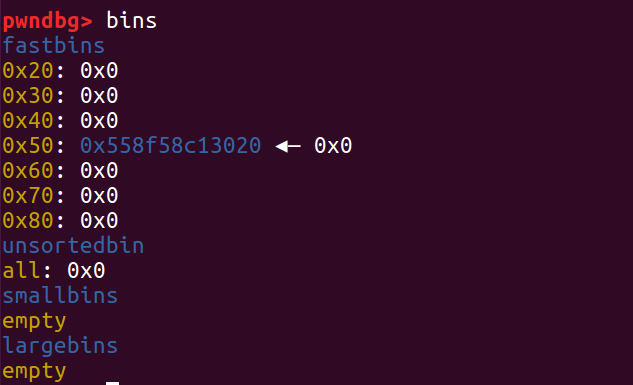 pwndbg> bins
fastbins
0x20: 0x0
0x30: 0x0
0x40: 0x0
0x50: 0x558f58c13020 ◂— 0x0
0x60: 0x0
0x70: 0x0
0x80: 0x0
unsortedbin
all: 0x0
smallbins
empty
largebins
empty